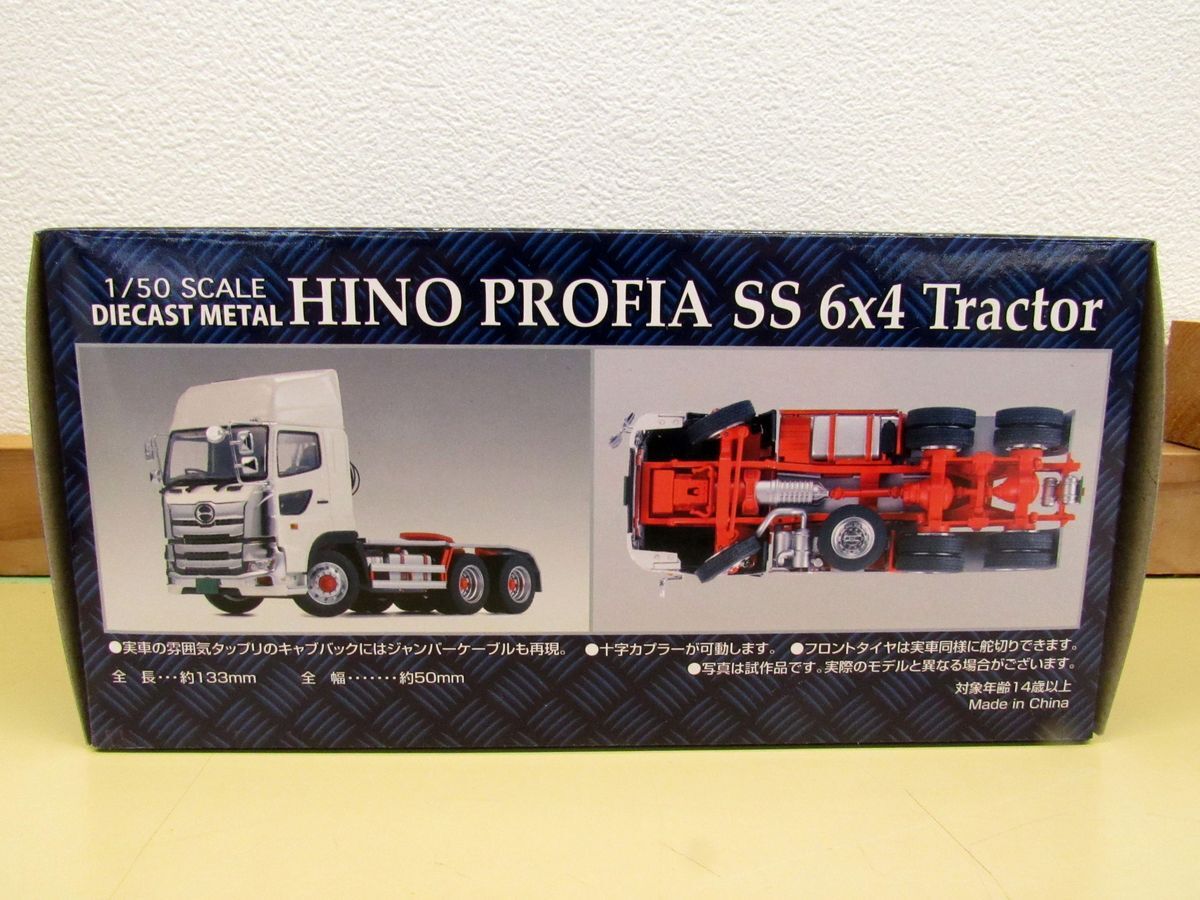 1/50 SCALE
DIECAST METAL HINO PROFIA SS 6x4 Tractor
●実車の雰囲気タップリのキャブバックにはジャンパーケーブルも再現。 ●十字カプラーが可動します。 ●フロントタイヤは実車同様に舵切りできます。
●写真は試作品です。実際のモデルと異なる場合がございます。
全 長･･･約133mm 全 幅･･･････約50mm
対象年齢14歳以上
Made in China